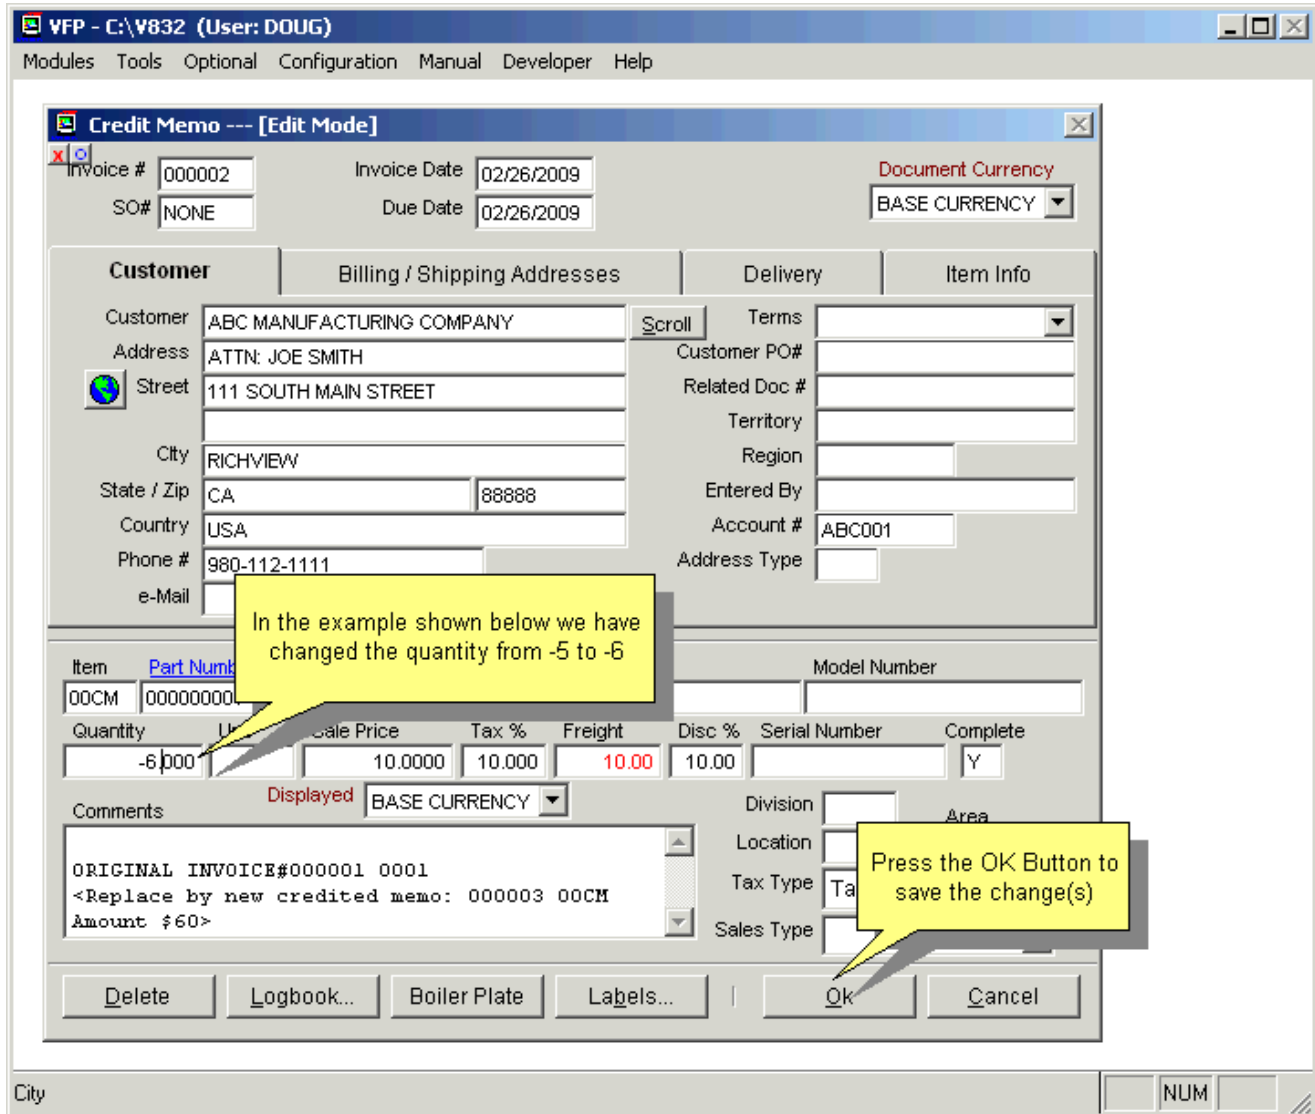 VFP - C:\V832 (User: DOUG)
Modules Tools Optional Configuration Manual Developer Help
Credit Memo --- [Edit Mode]
Invoice # 000002 Invoice Date 02/26/2009 Document Currency
SO# NONE Due Date 02/26/2009 BASE CURRENCY
Customer Billing / Shipping Addresses Delivery Item Info
Customer ABC MANUFACTURING COMPANY Scroll Terms
Address ATTN: JOE SMITH Customer PO#
Street 111 SOUTH MAIN STREET Related Doc #
Territory
City RICHVIEW Region
State / Zip CA 88888 Entered By
Country USA Account # ABC001
Phone # 980-112-1111 Address Type
e-Mail
In the example shown below we have
changed the quantity from -5 to -6
Item Part Model Number
00CM
Quantity Sale Price Tax % Freight Disc % Serial Number Complete
-6.000 10.0000 10.000 10.00 10.00 Y
Displayed BASE CURRENCY Division
Comments Area
Location
ORIGINAL INVOICE#000001 0001
<Replace by new credited memo: 000003 00CM Tax Type
Amount $60> Sales Type
Press the OK Button to
save the change(s)
Delete Logbook... Boiler Plate Labels... Ok Cancel
City NUM